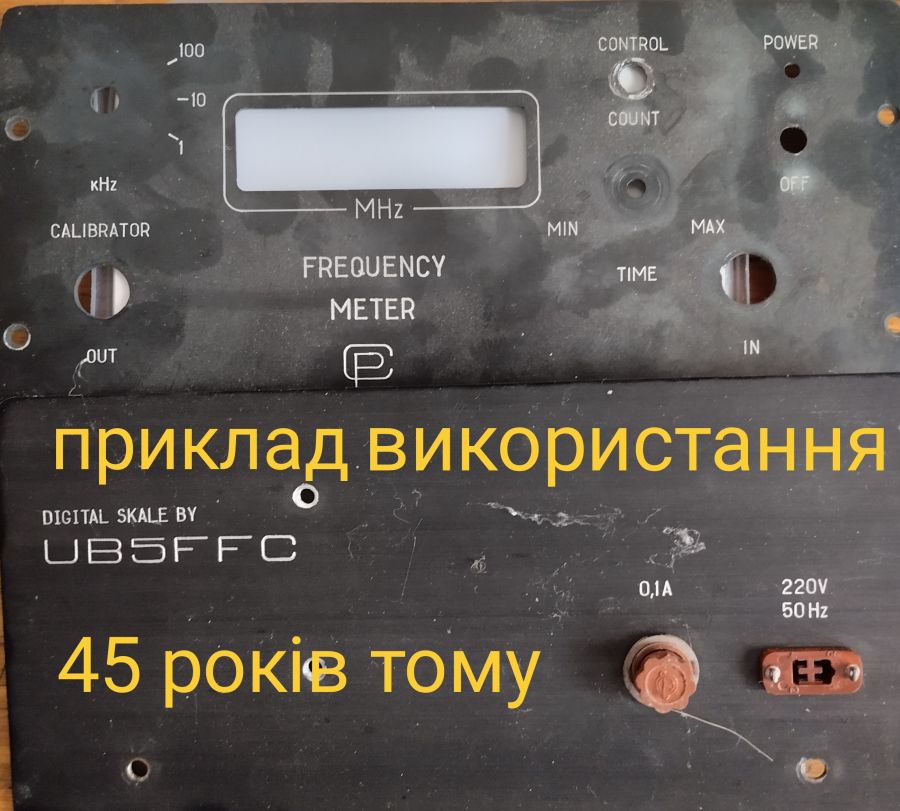 100
10
1
кHz
CALIBRATOR
OUT
MHz
FREQUENCY
METER
CONTROL
COUNT
POWER
OFF
MIN
MAX
TIME
IN
приклад використання
DIGITAL SKALE BY
UB5FFC
0,1A
220V
50Hz
45 років тому